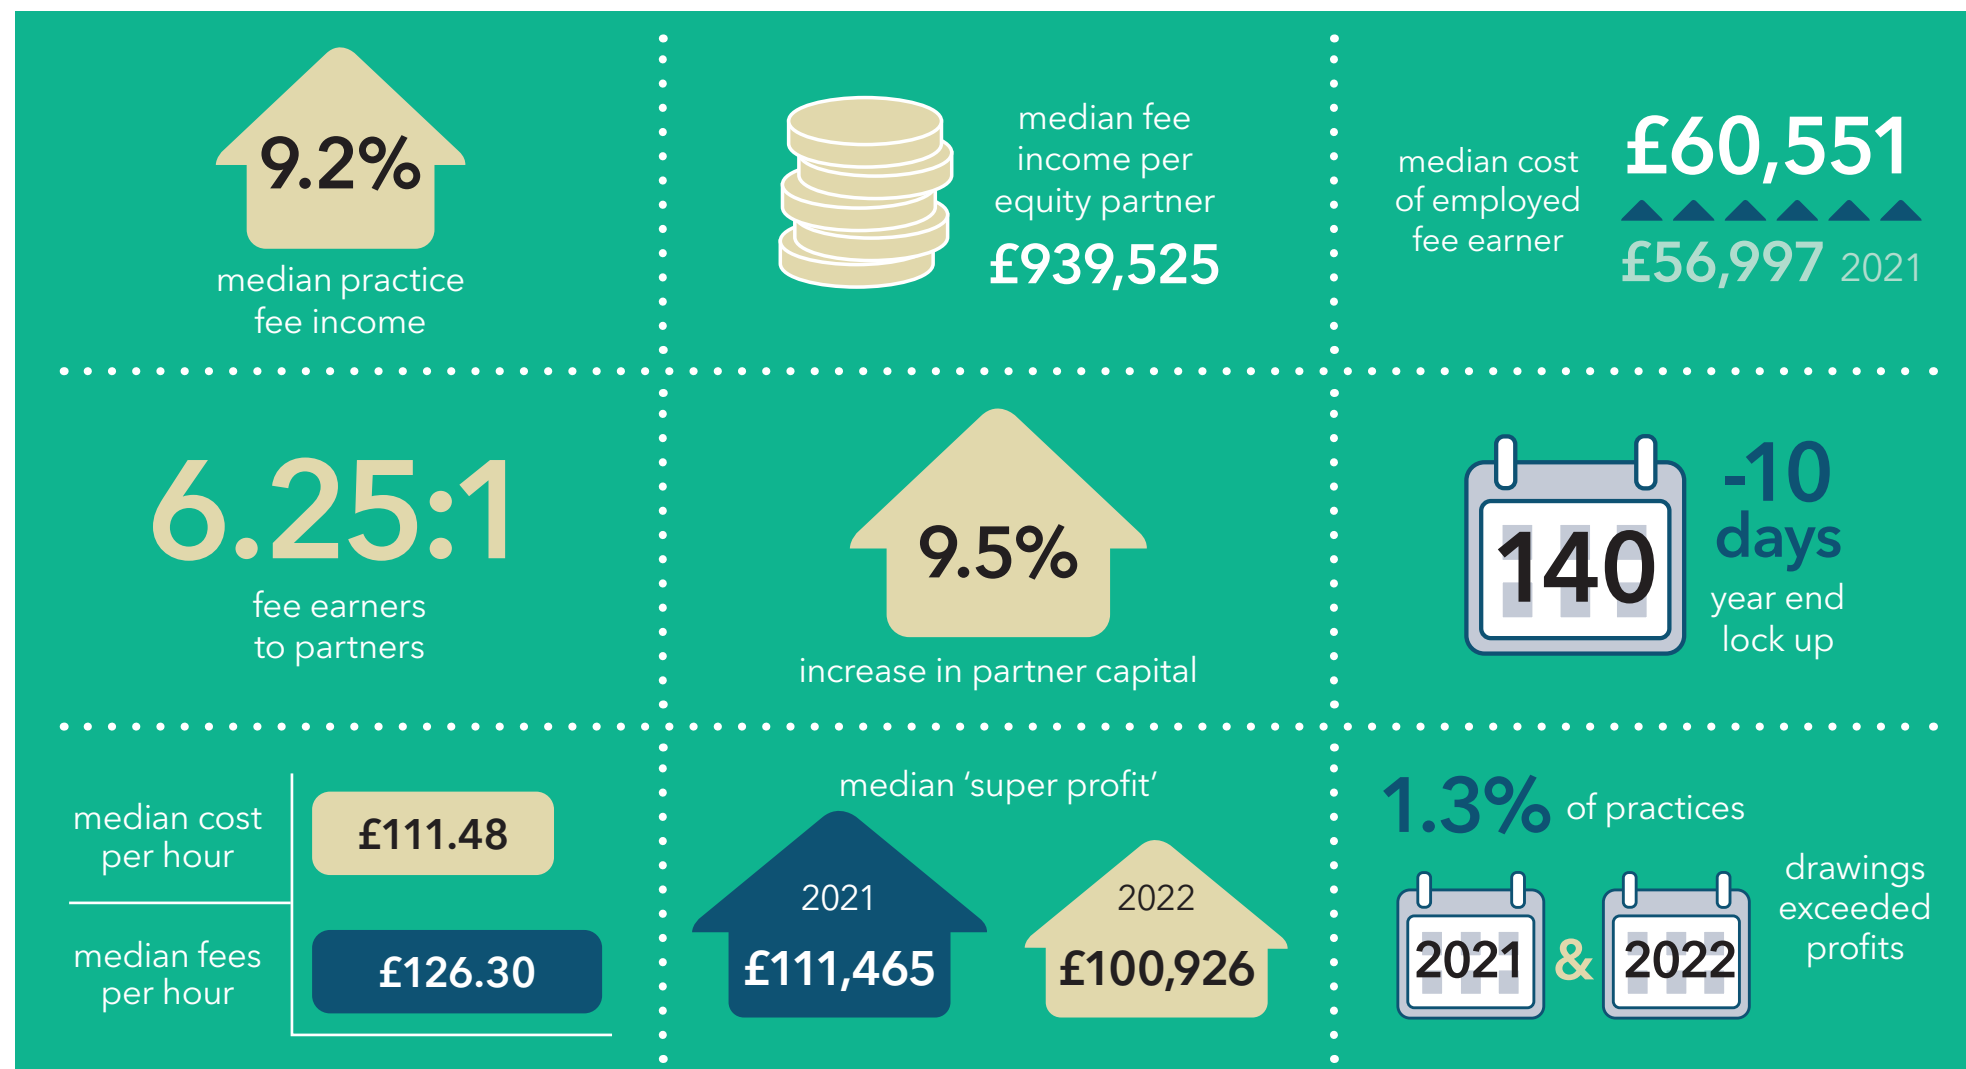 9.2%
median practice
fee income
median fee
income per
equity partner
£939,525
median cost
of employed
fee earner
£60,551
£56,997 2021
6.25:1
fee earners
to partners
9.5%
increase in partner capital
140
-10
days
year end
lock up
median cost
per hour
£111.48
median fees
per hour
£126.30
median ‘super profit’
2021
£111,465
2022
£100,926
1.3% of practices
2021 & 2022
drawings
exceeded
profits